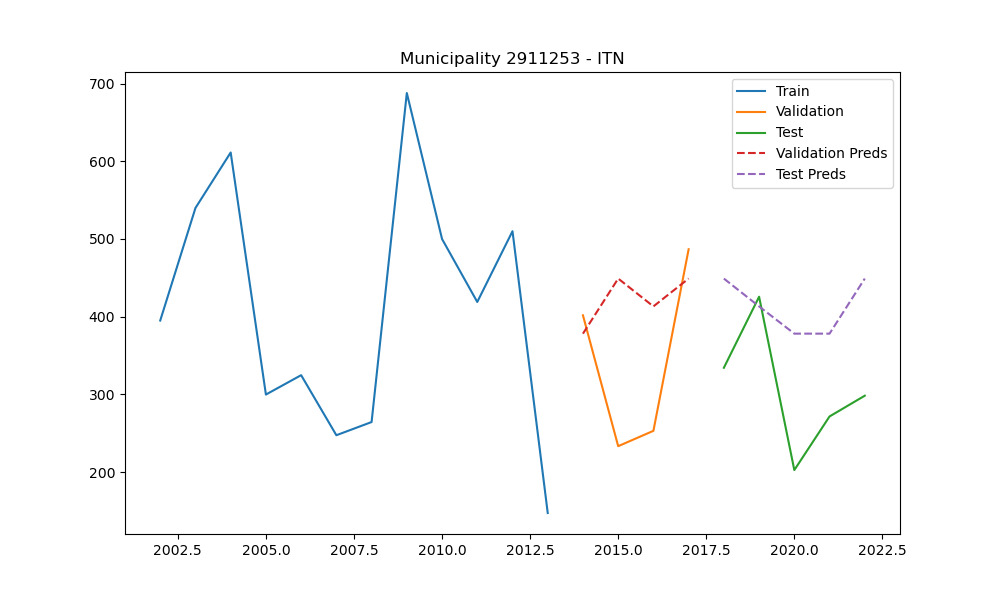 Municipality 2911253 - ITN
700
600
500
400
300
200
2002.5 2005.0 2007.5 2010.0 2012.5 2015.0 2017.5 2020.0 2022.5
Train
Validation
Test
Validation Preds
Test Preds